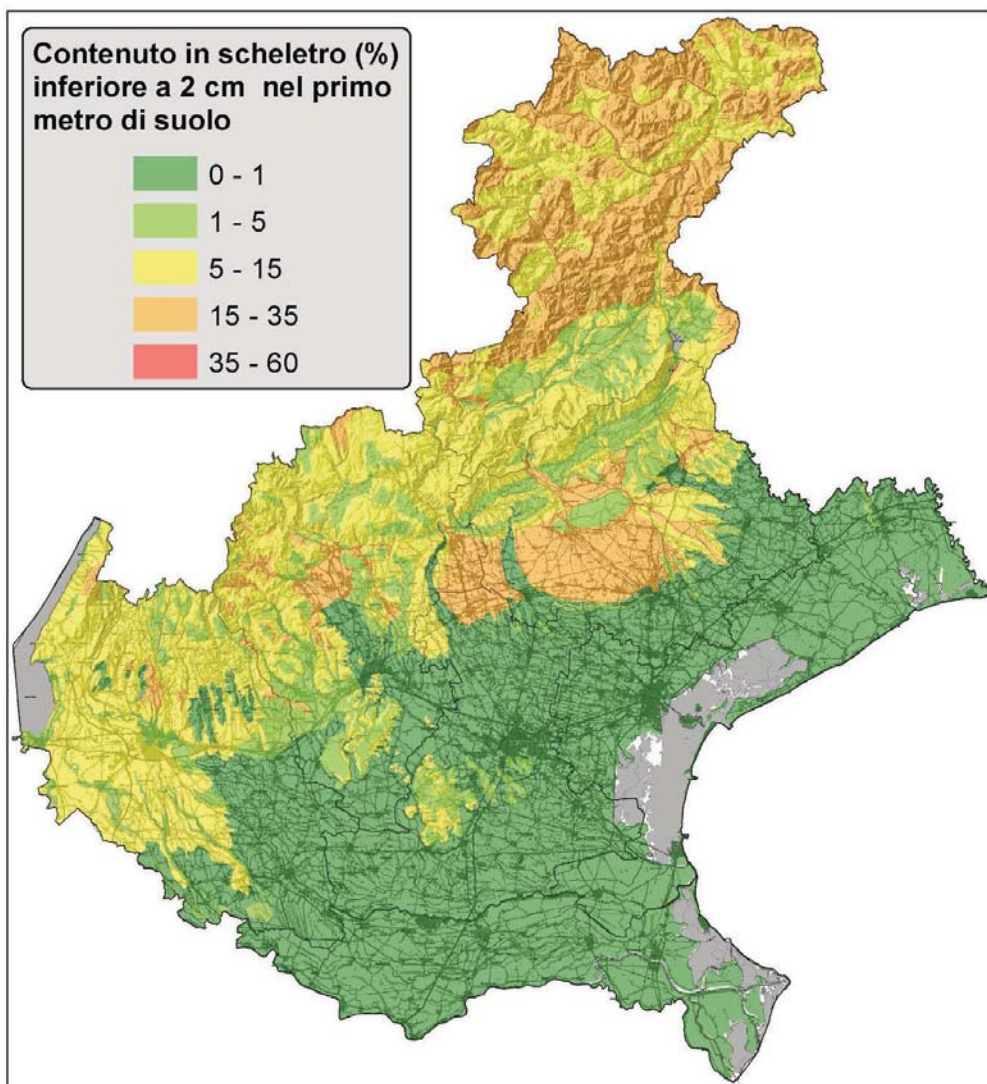 Contenuto in scheletro (%)
inferiore a 2 cm nel primo
metro di suolo
0 - 1
1 - 5
5 - 15
15 - 35
35 - 60